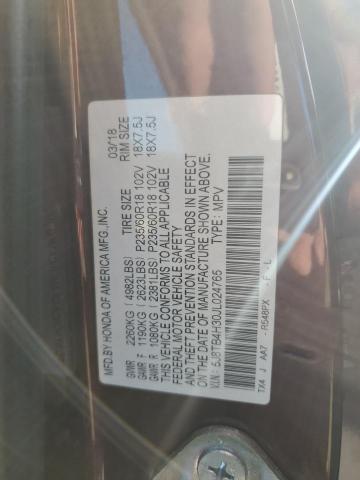 MFD. BY HONDA OF AMERICA MFG.,INC. 03/18
TIRE SIZE RIM SIZE
GVWR 2260KG (4982LBS)
GAWR F 1190KG (2623LBS) P235/60R18 102V 18X7.5J
GAWR R 1080KG (2381LBS) P235/60R18 102V 18X7.5J
THIS VEHICLE CONFORMS TO ALL APPLICABLE
FEDERAL MOTOR VEHICLE SAFETY
AND THEFT PREVENTION STANDARDS IN EFFECT
ON THE DATE OF MANUFACTURE SHOWN ABOVE.
VIN: 5J8TB4H30JL024765 TYPE: MPV
TX4 J AA7 - R548PX - F - L